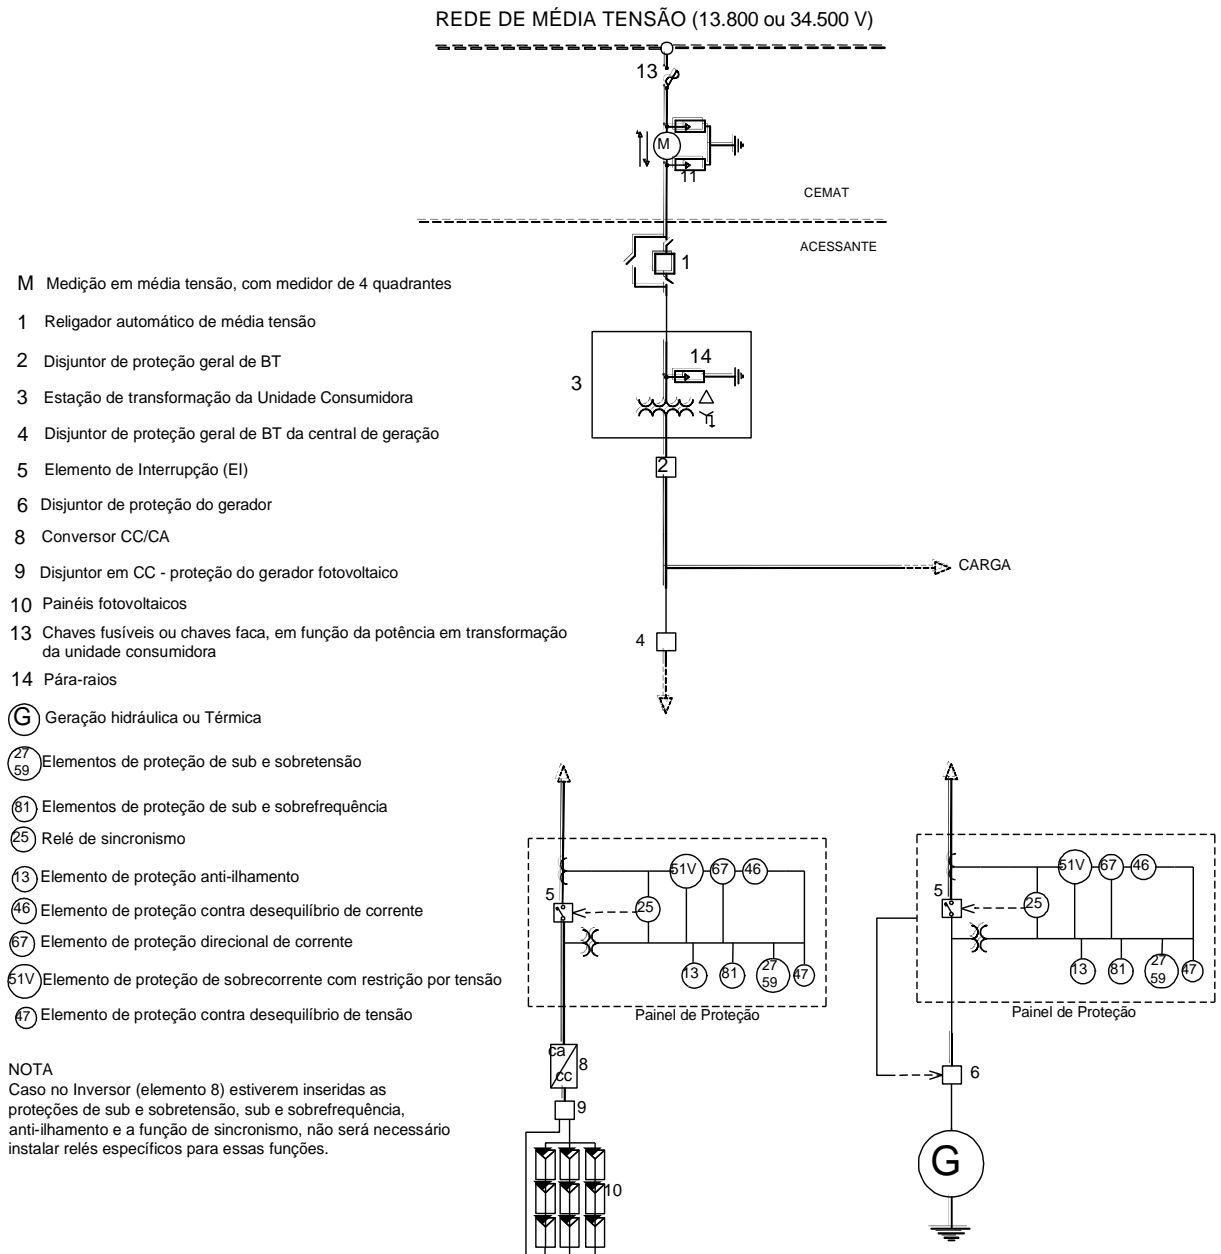 REDE DE MÉDIA TENSÃO (13.800 ou 34.500 V)
13
M
11
CEMAT
ACESSANTE
1
14
3
2
CARGA
4
M Medição em média tensão, com medidor de 4 quadrantes
1 Religador automático de média tensão
2 Disjuntor de proteção geral de BT
3 Estação de transformação da Unidade Consumidora
4 Disjuntor de proteção geral de BT da central de geração
5 Elemento de Interrupção (EI)
6 Disjuntor de proteção do gerador
8 Conversor CC/CA
9 Disjuntor em CC - proteção do gerador fotovoltaico
10 Painéis fotovoltaicos
13 Chaves fusíveis ou chaves faca, em função da potência em transformação
da unidade consumidora
14 Pára-raios
G Geração hidráulica ou Térmica
27
59 Elementos de proteção de sub e sobretensão
81 Elementos de proteção de sub e sobrefrequência
25 Relé de sincronismo
13 Elemento de proteção anti-ilhamento
46 Elemento de proteção contra desequilíbrio de corrente
67 Elemento de proteção direcional de corrente
51V Elemento de proteção de sobrecorrente com restrição por tensão
47 Elemento de proteção contra desequilíbrio de tensão
NOTA
Caso no Inversor (elemento 8) estiverem inseridas as
proteções de sub e sobretensão, sub e sobrefrequência,
anti-ilhamento e a função de sincronismo, não será necessário
instalar relés específicos para essas funções.
51V 67 46
5
25
13 81 27 47
59
Painel de Proteção
ca
cc
8
9
10
51V 67 46
5
25
13 81 27 47
59
Painel de Proteção
6
G